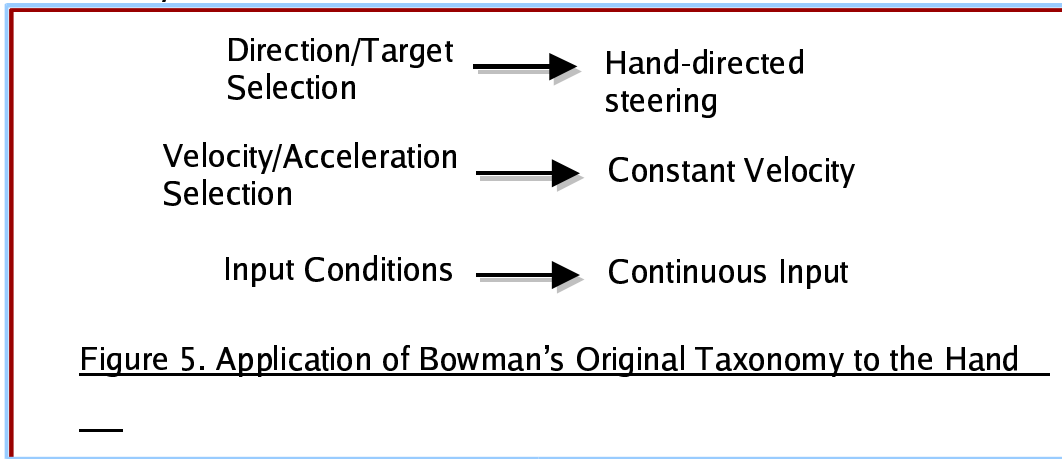 Direction/Target
Selection
Hand-directed
steering
Velocity/Acceleration
Selection
Constant Velocity
Input Conditions
Continuous Input
Figure 5. Application of Bowman's Original Taxonomy to the Hand